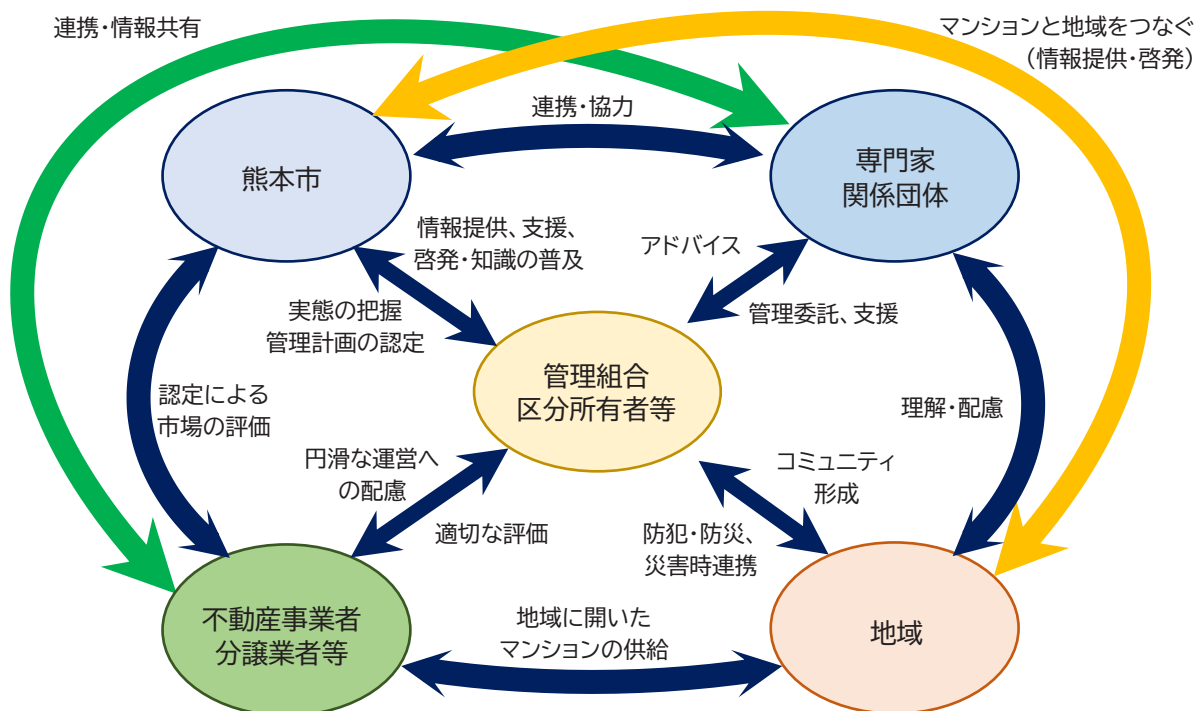 連携・情報共有
マンションと地域をつなぐ
（情報提供・啓発）
連携・協力
熊本市
専門家
関係団体
情報提供、支援、
啓発・知識の普及
アドバイス
実態の把握
管理計画の認定
管理委託、支援
管理組合
区分所有者等
認定による
市場の評価
理解・配慮
円滑な運営へ
の配慮
コミュニティ
形成
適切な評価
防犯・防災、
災害時連携
不動産事業者
分譲業者等
地域に開いた
マンションの供給
地域